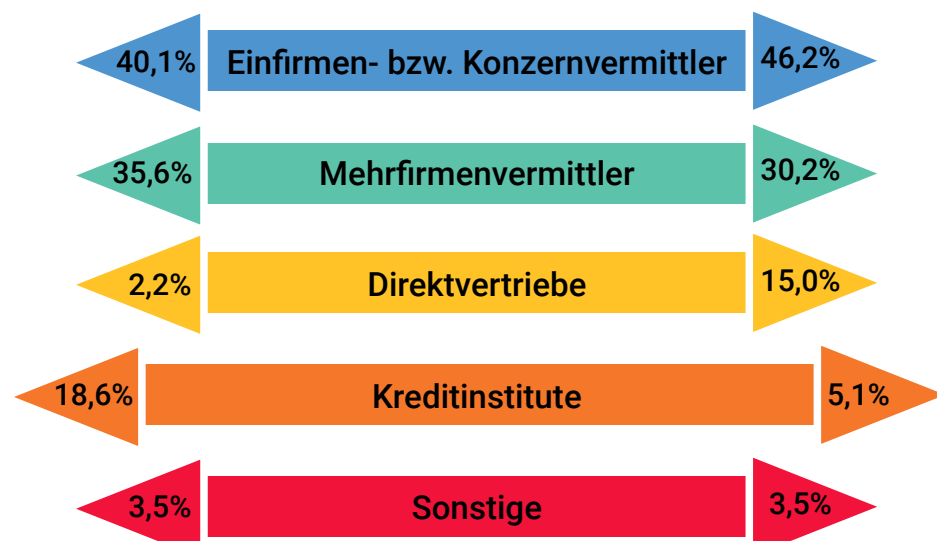 40,1% Einfirmen- bzw. Konzernvermittler 46,2%
35,6% Mehrfirmenvermittler 30,2%
2,2% Direktvertriebe 15,0%
18,6% Kreditinstitute 5,1%
3,5% Sonstige 3,5%